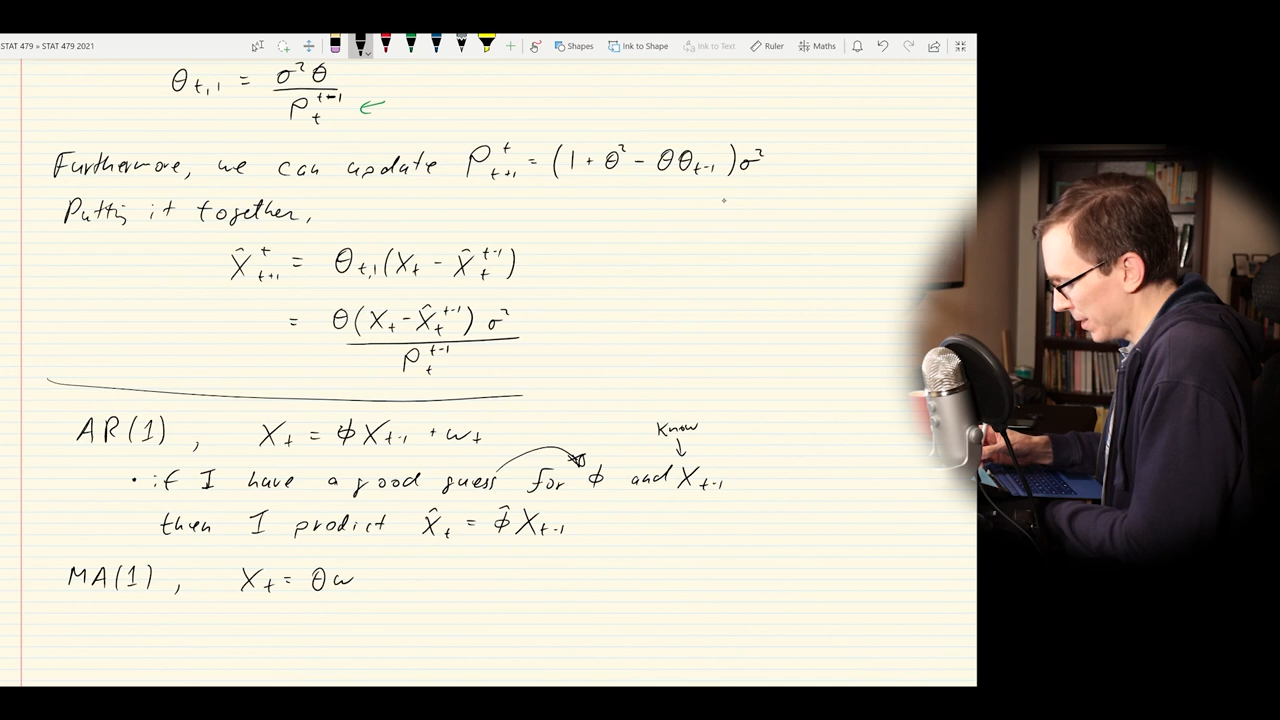 STAT 479 » STAT 479 2021
Shapes Ink to Shape Ink to Text Ruler Maths
θ_{t,1} = σ²θ / P_t^{t-1} ←
Furthermore, we can update P_{t+1}^t = (1 + θ² - θθ_{t-1})σ²
Puttig it together,
X̂_{t+1}^t = θ_{t,1}(X_t - X̂_t^{t-1})
= θ(X_t - X̂_t^{t-1}) σ² / P_t^{t-1}
AR(1), X_t = φX_{t-1} + w_t
Know
↓
· if I have a good guess for φ and X_{t-1}
then I predict X̂_t = φ̂X_{t-1}
MA(1), X_t = θw